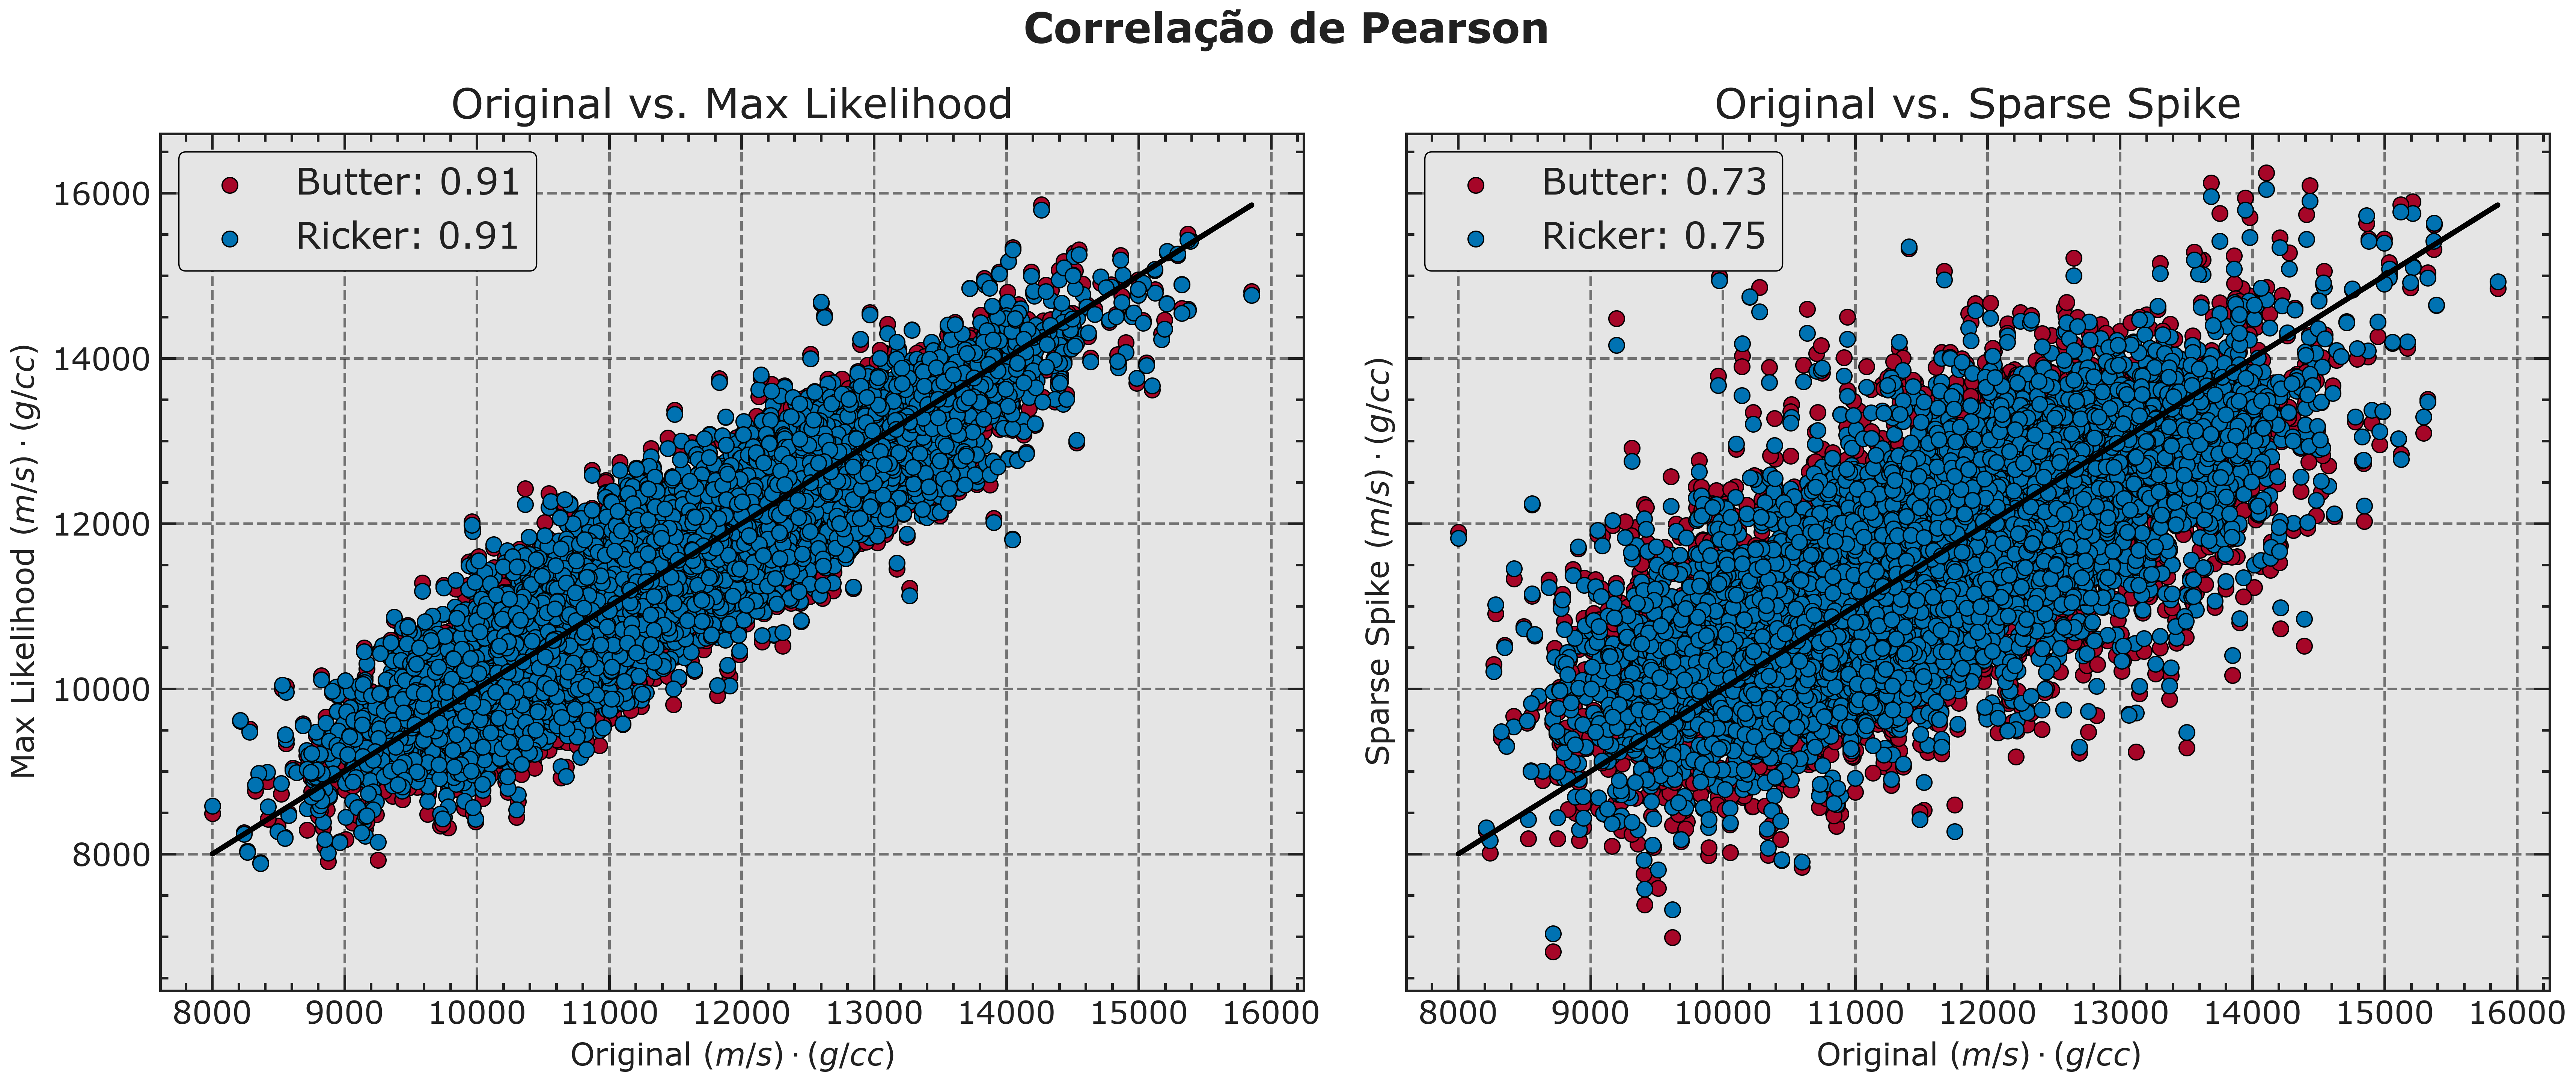 Correlação de Pearson
Original vs. Max Likelihood
Butter: 0.91
Ricker: 0.91
16000
14000
12000
10000
8000
Max Likelihood (m/s) · (g/cc)
8000 9000 10000 11000 12000 13000 14000 15000 16000
Original (m/s) · (g/cc)
Original vs. Sparse Spike
Butter: 0.73
Ricker: 0.75
Sparse Spike (m/s) · (g/cc)
8000 9000 10000 11000 12000 13000 14000 15000 16000
Original (m/s) · (g/cc)